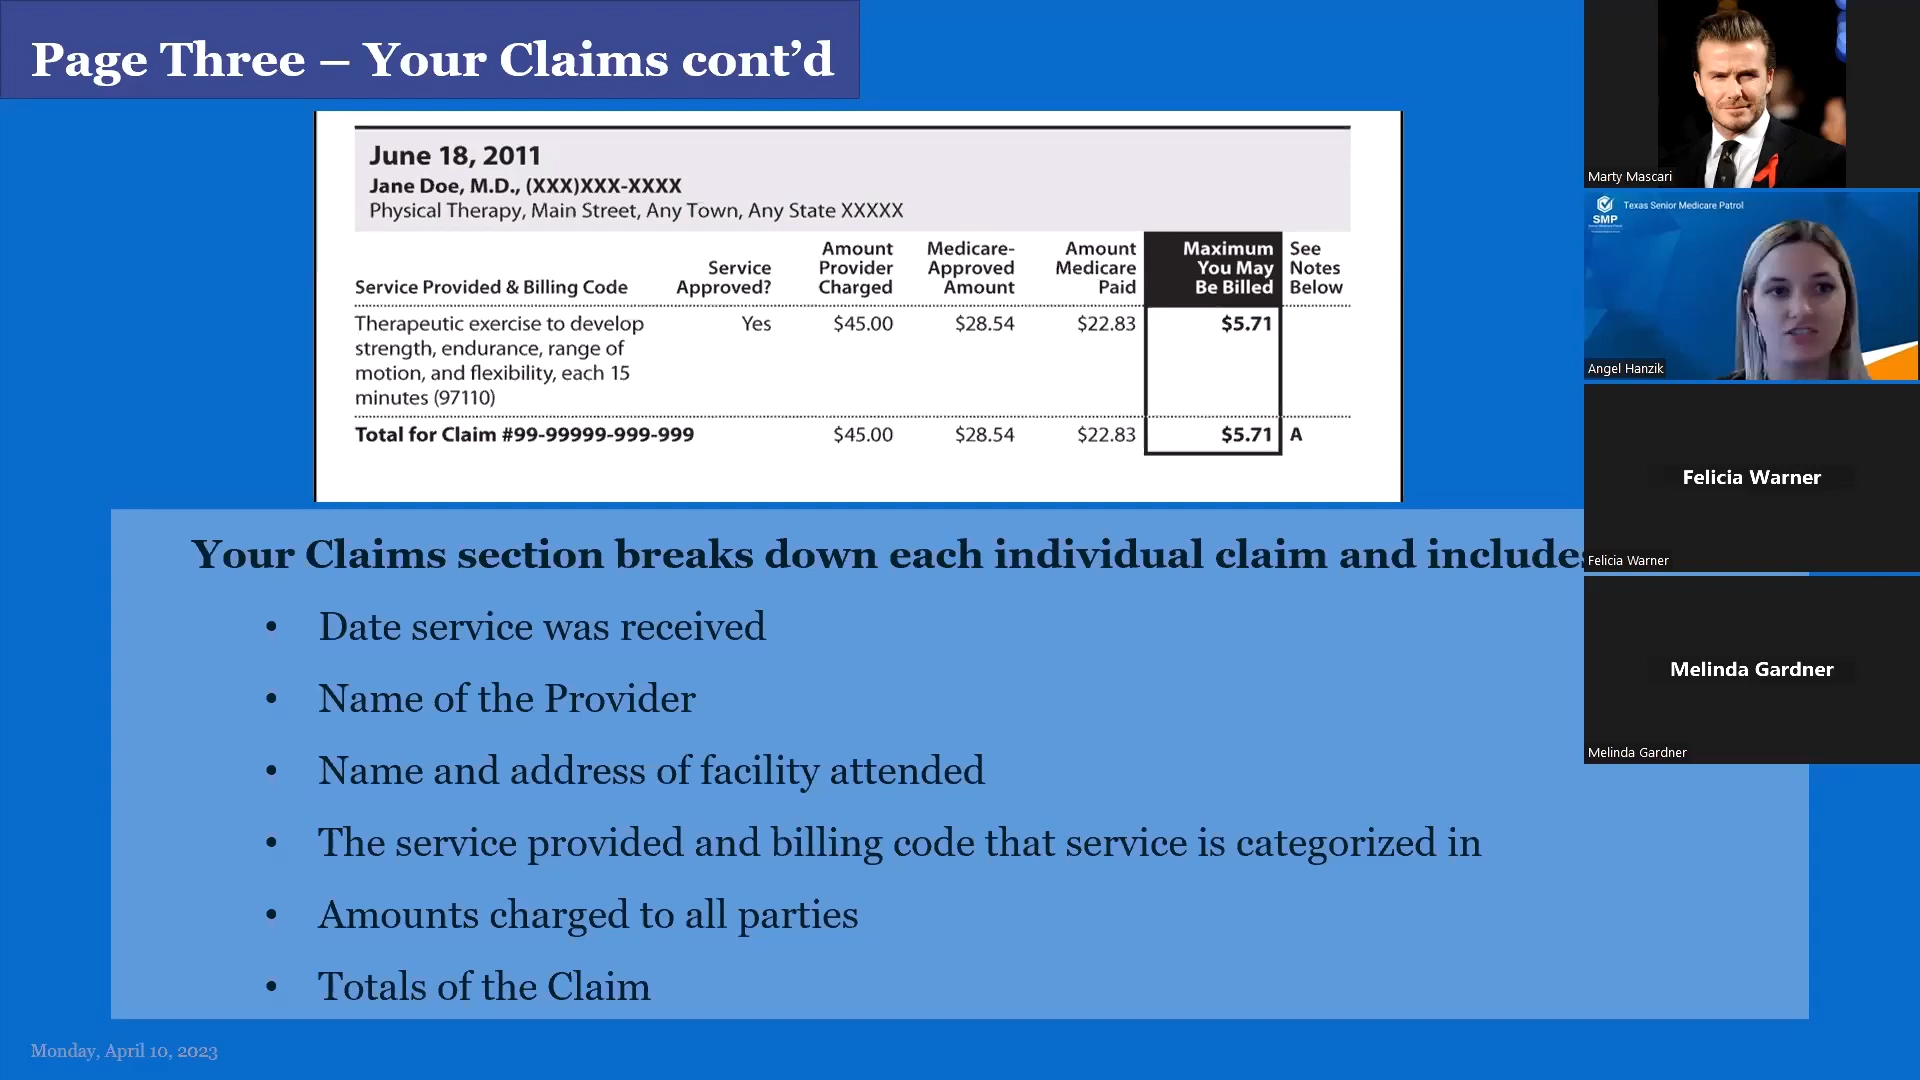 Page Three – Your Claims cont’d
June 18, 2011
Jane Doe, M.D., (XXX)XXX-XXXX
Physical Therapy, Main Street, Any Town, Any State XXXXX
Service Provided & Billing Code
Service
Approved?
Amount
Provider
Charged
Medicare-
Approved
Amount
Amount
Medicare
Paid
Maximum
You May
Be Billed
See
Notes
Below
Therapeutic exercise to develop
strength, endurance, range of
motion, and flexibility, each 15
minutes (97110)
Yes
$45.00
$28.54
$22.83
$5.71
Total for Claim #99-99999-999-999
$45.00
$28.54
$22.83
$5.71
A
Your Claims section breaks down each individual claim and includes
• Date service was received
• Name of the Provider
• Name and address of facility attended
• The service provided and billing code that service is categorized in
• Amounts charged to all parties
• Totals of the Claim
Monday, April 10, 2023
Marty Mascari
SMP
Texas Senior Medicare Patrol
Angel Hanzik
Felicia Warner
Felicia Warner
Melinda Gardner
Melinda Gardner